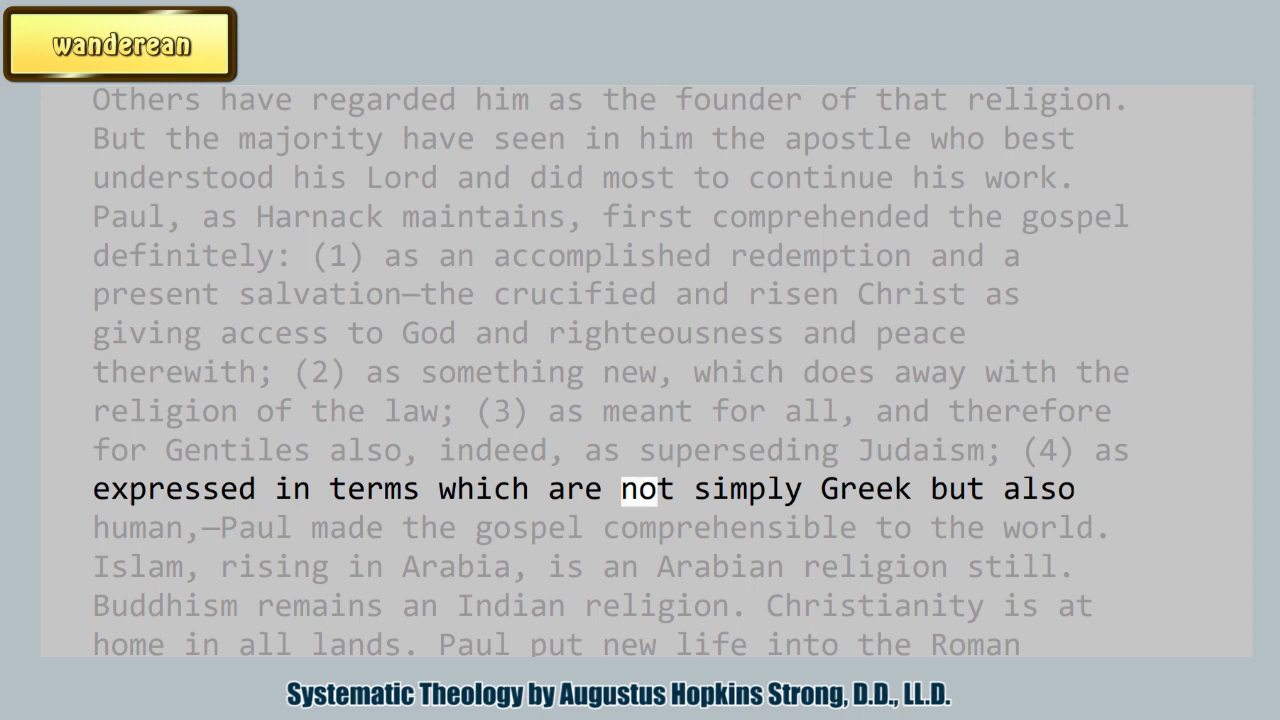 wanderean
Others have regarded him as the founder of that religion.
But the majority have seen in him the apostle who best
understood his Lord and did most to continue his work.
Paul, as Harnack maintains, first comprehended the gospel
definitely: (1) as an accomplished redemption and a
present salvation—the crucified and risen Christ as
giving access to God and righteousness and peace
therewith; (2) as something new, which does away with the
religion of the law; (3) as meant for all, and therefore
for Gentiles also, indeed, as superseding Judaism; (4) as
expressed in terms which are not simply Greek but also
human,—Paul made the gospel comprehensible to the world.
Islam, rising in Arabia, is an Arabian religion still.
Buddhism remains an Indian religion. Christianity is at
home in all lands. Paul put new life into the Roman
Systematic Theology by Augustus Hopkins Strong, D.D., LL.D.